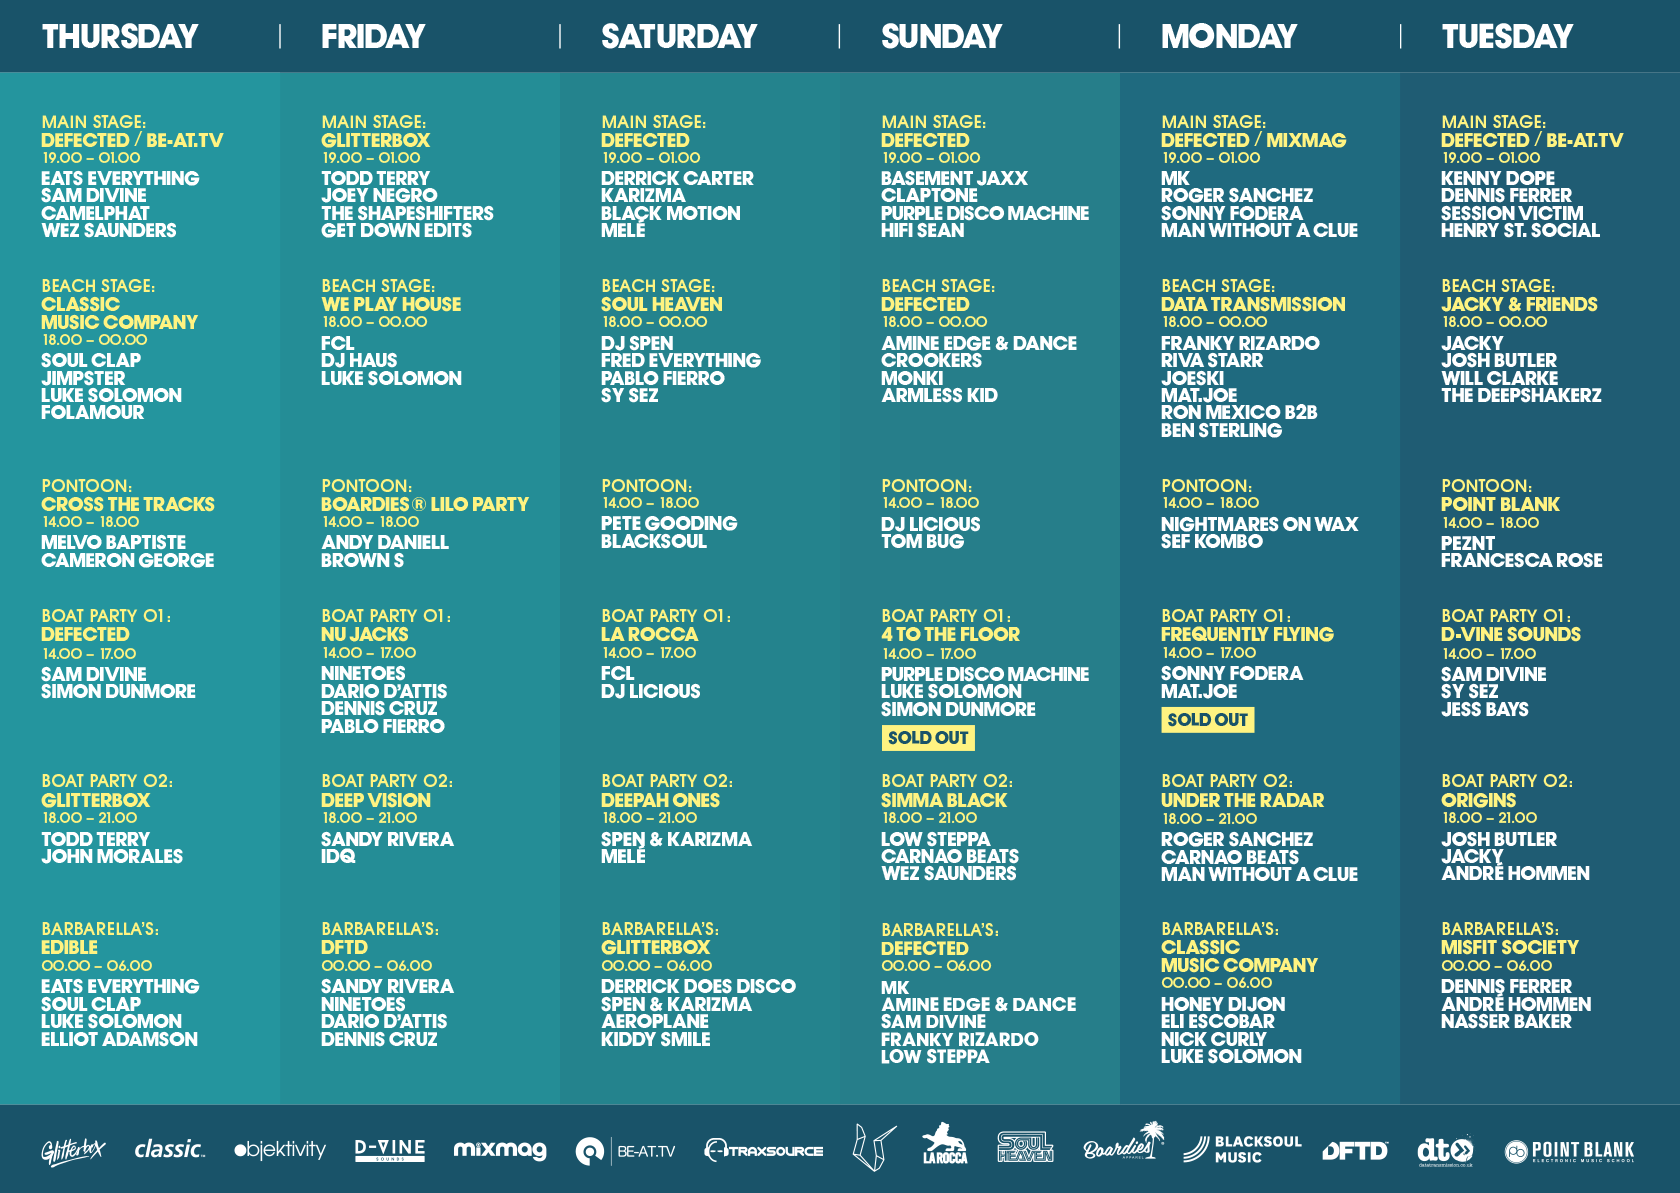 THURSDAY
FRIDAY
SATURDAY
SUNDAY
MONDAY
TUESDAY
MAIN STAGE:
DEFECTED / BE-AT.TV
19.00 – 01.00
EATS EVERYTHING
SAM DIVINE
CAMELPHAT
WEZ SAUNDERS
BEACH STAGE:
CLASSIC
MUSIC COMPANY
18.00 – 00.00
SOUL CLAP
JIMPSTER
LUKE SOLOMON
FOLAMOUR
PONTOON:
CROSS THE TRACKS
14.00 – 18.00
MELVO BAPTISTE
CAMERON GEORGE
BOAT PARTY 01:
DEFECTED
14.00 – 17.00
SAM DIVINE
SIMON DUNMORE
BOAT PARTY 02:
GLITTERBOX
18.00 – 21.00
TODD TERRY
JOHN MORALES
BARBARELLA'S:
EDIBLE
00.00 – 06.00
EATS EVERYTHING
SOUL CLAP
LUKE SOLOMON
ELLIOT ADAMSON
MAIN STAGE:
GLITTERBOX
19.00 – 01.00
TODD TERRY
JOEY NEGRO
THE SHAPESHIFTERS
GET DOWN EDITS
BEACH STAGE:
WE PLAY HOUSE
18.00 – 00.00
FCL
DJ HAUS
LUKE SOLOMON
PONTOON:
BOARDIES® LILO PARTY
14.00 – 18.00
ANDY DANIELL
BROWN S
BOAT PARTY 01:
NU JACKS
14.00 – 17.00
NINETOES
DARIO D'ATTIS
DENNIS CRUZ
PABLO FIERRO
BOAT PARTY 02:
DEEP VISION
18.00 – 21.00
SANDY RIVERA
IDQ
BARBARELLA'S:
DFTD
00.00 – 06.00
SANDY RIVERA
NINETOES
DARIO D'ATTIS
DENNIS CRUZ
MAIN STAGE:
DEFECTED
19.00 – 01.00
DERRICK CARTER
KARIZMA
BLACK MOTION
MELÉ
BEACH STAGE:
SOUL HEAVEN
18.00 – 00.00
DJ SPEN
FRED EVERYTHING
PABLO FIERRO
SY SEZ
PONTOON:
14.00 – 18.00
PETE GOODING
BLACKSOUL
BOAT PARTY 01:
LA ROCCA
14.00 – 17.00
FCL
DJ LICIOUS
BOAT PARTY 02:
DEEPAH ONES
18.00 – 21.00
SPEN & KARIZMA
MELÉ
BARBARELLA'S:
GLITTERBOX
00.00 – 06.00
DERRICK DOES DISCO
SPEN & KARIZMA
AEROPLANE
KIDDY SMILE
MAIN STAGE:
DEFECTED
19.00 – 01.00
BASEMENT JAXX
CLAPTONE
PURPLE DISCO MACHINE
HIFI SEAN
BEACH STAGE:
DEFECTED
18.00 – 00.00
AMINE EDGE & DANCE
CROOKERS
MONKI
ARMLESS KID
PONTOON:
14.00 – 18.00
DJ LICIOUS
TOM BUG
BOAT PARTY 01:
4 TO THE FLOOR
14.00 – 17.00
PURPLE DISCO MACHINE
LUKE SOLOMON
SIMON DUNMORE
SOLD OUT
BOAT PARTY 02:
SIMMA BLACK
18.00 – 21.00
LOW STEPPA
CARNAO BEATS
WEZ SAUNDERS
BARBARELLA'S:
DEFECTED
00.00 – 06.00
MK
AMINE EDGE & DANCE
SAM DIVINE
FRANKY RIZARDO
LOW STEPPA
MAIN STAGE:
DEFECTED / MIXMAG
19.00 – 01.00
MK
ROGER SANCHEZ
SONNY FODERA
MAN WITHOUT A CLUE
BEACH STAGE:
DATA TRANSMISSION
18.00 – 00.00
FRANKY RIZARDO
RIVA STARR
JOESKI
MAT.JOE
RON MEXICO B2B
BEN STERLING
PONTOON:
14.00 – 18.00
NIGHTMARES ON WAX
SEF KOMBO
BOAT PARTY 01:
FREQUENTLY FLYING
14.00 – 17.00
SONNY FODERA
MAT.JOE
SOLD OUT
BOAT PARTY 02:
UNDER THE RADAR
18.00 – 21.00
ROGER SANCHEZ
CARNAO BEATS
MAN WITHOUT A CLUE
BARBARELLA'S:
CLASSIC
MUSIC COMPANY
00.00 – 06.00
HONEY DIJON
ELI ESCOBAR
NICK CURLY
LUKE SOLOMON
MAIN STAGE:
DEFECTED / BE-AT.TV
19.00 – 01.00
KENNY DOPE
DENNIS FERRER
SESSION VICTIM
HENRY ST. SOCIAL
BEACH STAGE:
JACKY & FRIENDS
18.00 – 00.00
JACKY
JOSH BUTLER
WILL CLARKE
THE DEEPSHAKERZ
PONTOON:
POINT BLANK
14.00 – 18.00
PEZNT
FRANCESCA ROSE
BOAT PARTY 01:
D-VINE SOUNDS
14.00 – 17.00
SAM DIVINE
SY SEZ
JESS BAYS
BOAT PARTY 02:
ORIGINS
18.00 – 21.00
JOSH BUTLER
JACKY
ANDRÉ HOMMEN
BARBARELLA'S:
MISFIT SOCIETY
00.00 – 06.00
DENNIS FERRER
ANDRÉ HOMMEN
NASSER BAKER
Glitterbox
classic™
objektivity
D-VINE
SOUNDS
mixmag
BE-AT.TV
TRAXSOURCE
LA ROCCA
SOUL
HEAVEN
Boardies
APPAREL
BLACKSOUL
MUSIC
DFTD
dt
datatransmission.co.uk
pb
POINT BLANK
ELECTRONIC MUSIC SCHOOL